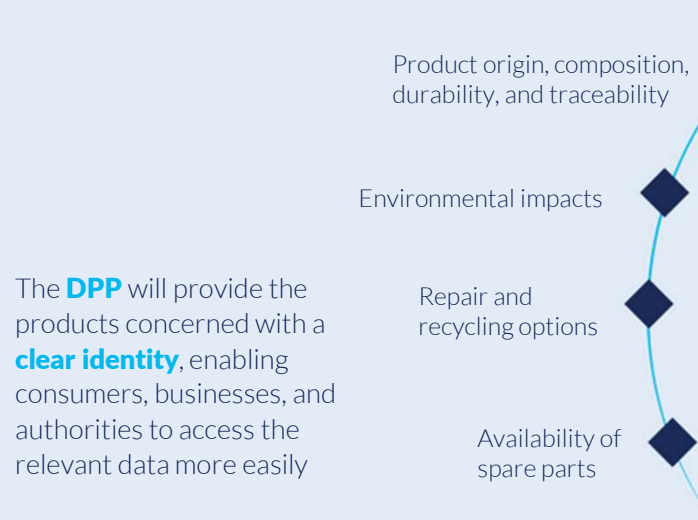 Product origin, composition,
durability, and traceability
Environmental impacts
The DPP will provide the
products concerned with a
clear identity, enabling
consumers, businesses, and
authorities to access the
relevant data more easily
Repair and
recycling options
Availability of
spare parts